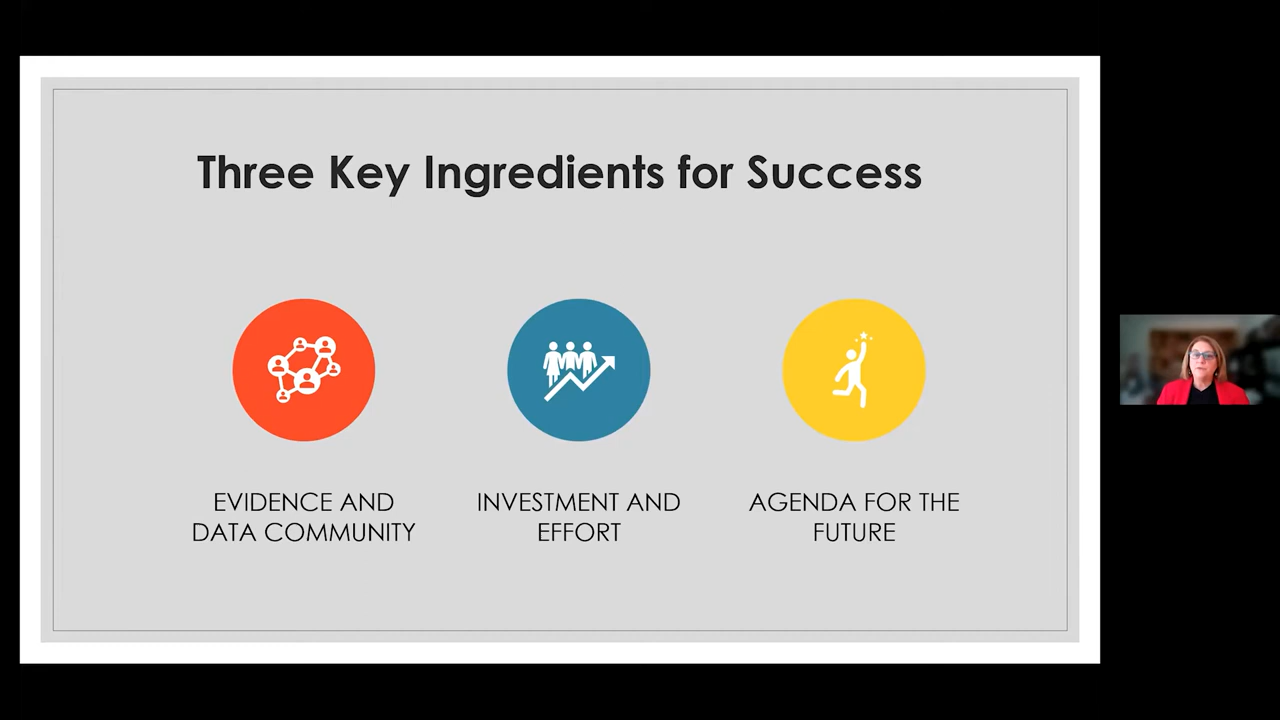 Three Key Ingredients for Success
EVIDENCE AND
DATA COMMUNITY
INVESTMENT AND
EFFORT
AGENDA FOR THE
FUTURE